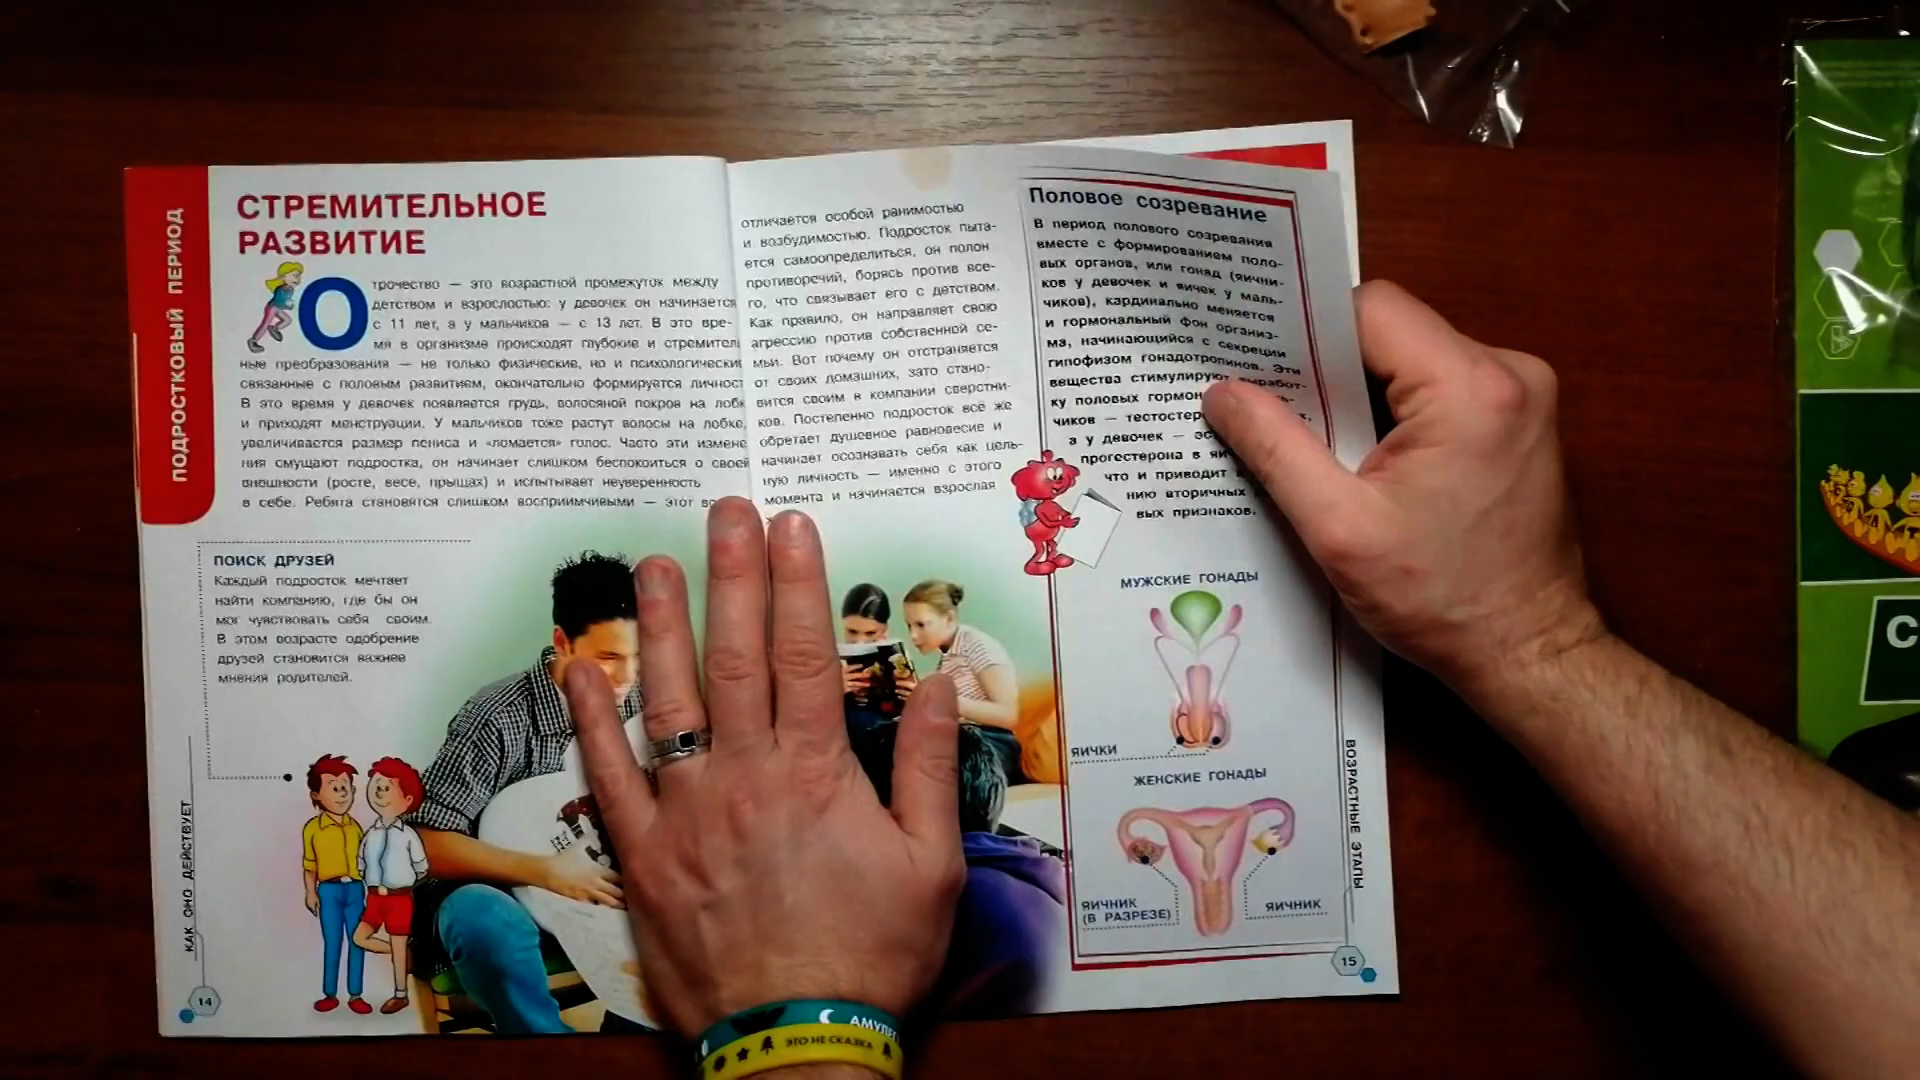 ПОДРОСТКОВЫЙ ПЕРИОД
СТРЕМИТЕЛЬНОЕ
РАЗВИТИЕ
Отрочество — это возрастной промежуток между
детством и взрослостью: у девочек он начинается
с 11 лет, а у мальчиков — с 13 лет. В это вре-
мя в организме происходят глубокие и стремитель
ные преобразования — не только физические, но и психологические
связанные с половым развитием, окончательно формируется личност
В это время у девочек появляется грудь, волосяной покров на лобк
и приходят менструации. У мальчиков тоже растут волосы на лобке,
увеличивается размер пениса и «ломается» голос. Часто эти измене
ния смущают подростка, он начинает слишком беспокоиться о своей
внешности (росте, весе, прыщах) и испытывает неуверенность
в себе. Ребята становятся слишком восприимчивыми — этот
отличается особой ранимостью
и возбудимостью. Подросток пыта-
ется самоопределиться, он полон
противоречий, борясь против все-
го, что связывает его с детством.
Как правило, он направляет свою
агрессию против собственной се-
мьи. Вот почему он отстраняется
от своих домашних, зато стано-
вится своим в компании сверстни-
ков. Постепенно подросток всё же
обретает душевное равновесие и
начинает осознавать себя как цель-
ную личность — именно с этого
момента и начинается взрослая
Половое созревание
В период полового созревания
вместе с формированием поло-
вых органов, или гонад (яични-
ков у девочек и яичек у маль-
чиков), кардинально меняется
и гормональный фон организ-
ма, начинающийся с секреции
гипофизом гонадотропинов. Эти
вещества стимулируют выработ-
ку половых гормон
чиков — тестостер
а у девочек —
прогестерона в
что и приводит
нию вторичных
вых признаков.
ПОИСК ДРУЗЕЙ
Каждый подросток мечтает
найти компанию, где бы он
мог чувствовать себя своим.
В этом возрасте одобрение
друзей становится важнее
мнения родителей.
МУЖСКИЕ ГОНАДЫ
ЯИЧКИ
ЖЕНСКИЕ ГОНАДЫ
ЯИЧНИК
(В РАЗРЕЗЕ)
ЯИЧНИК
КАК ОНО ДЕЙСТВУЕТ
14
ВОЗРАСТНЫЕ ЭТАПЫ
15
АМУЛЕ
ЭТО НЕ СКАЗКА
С